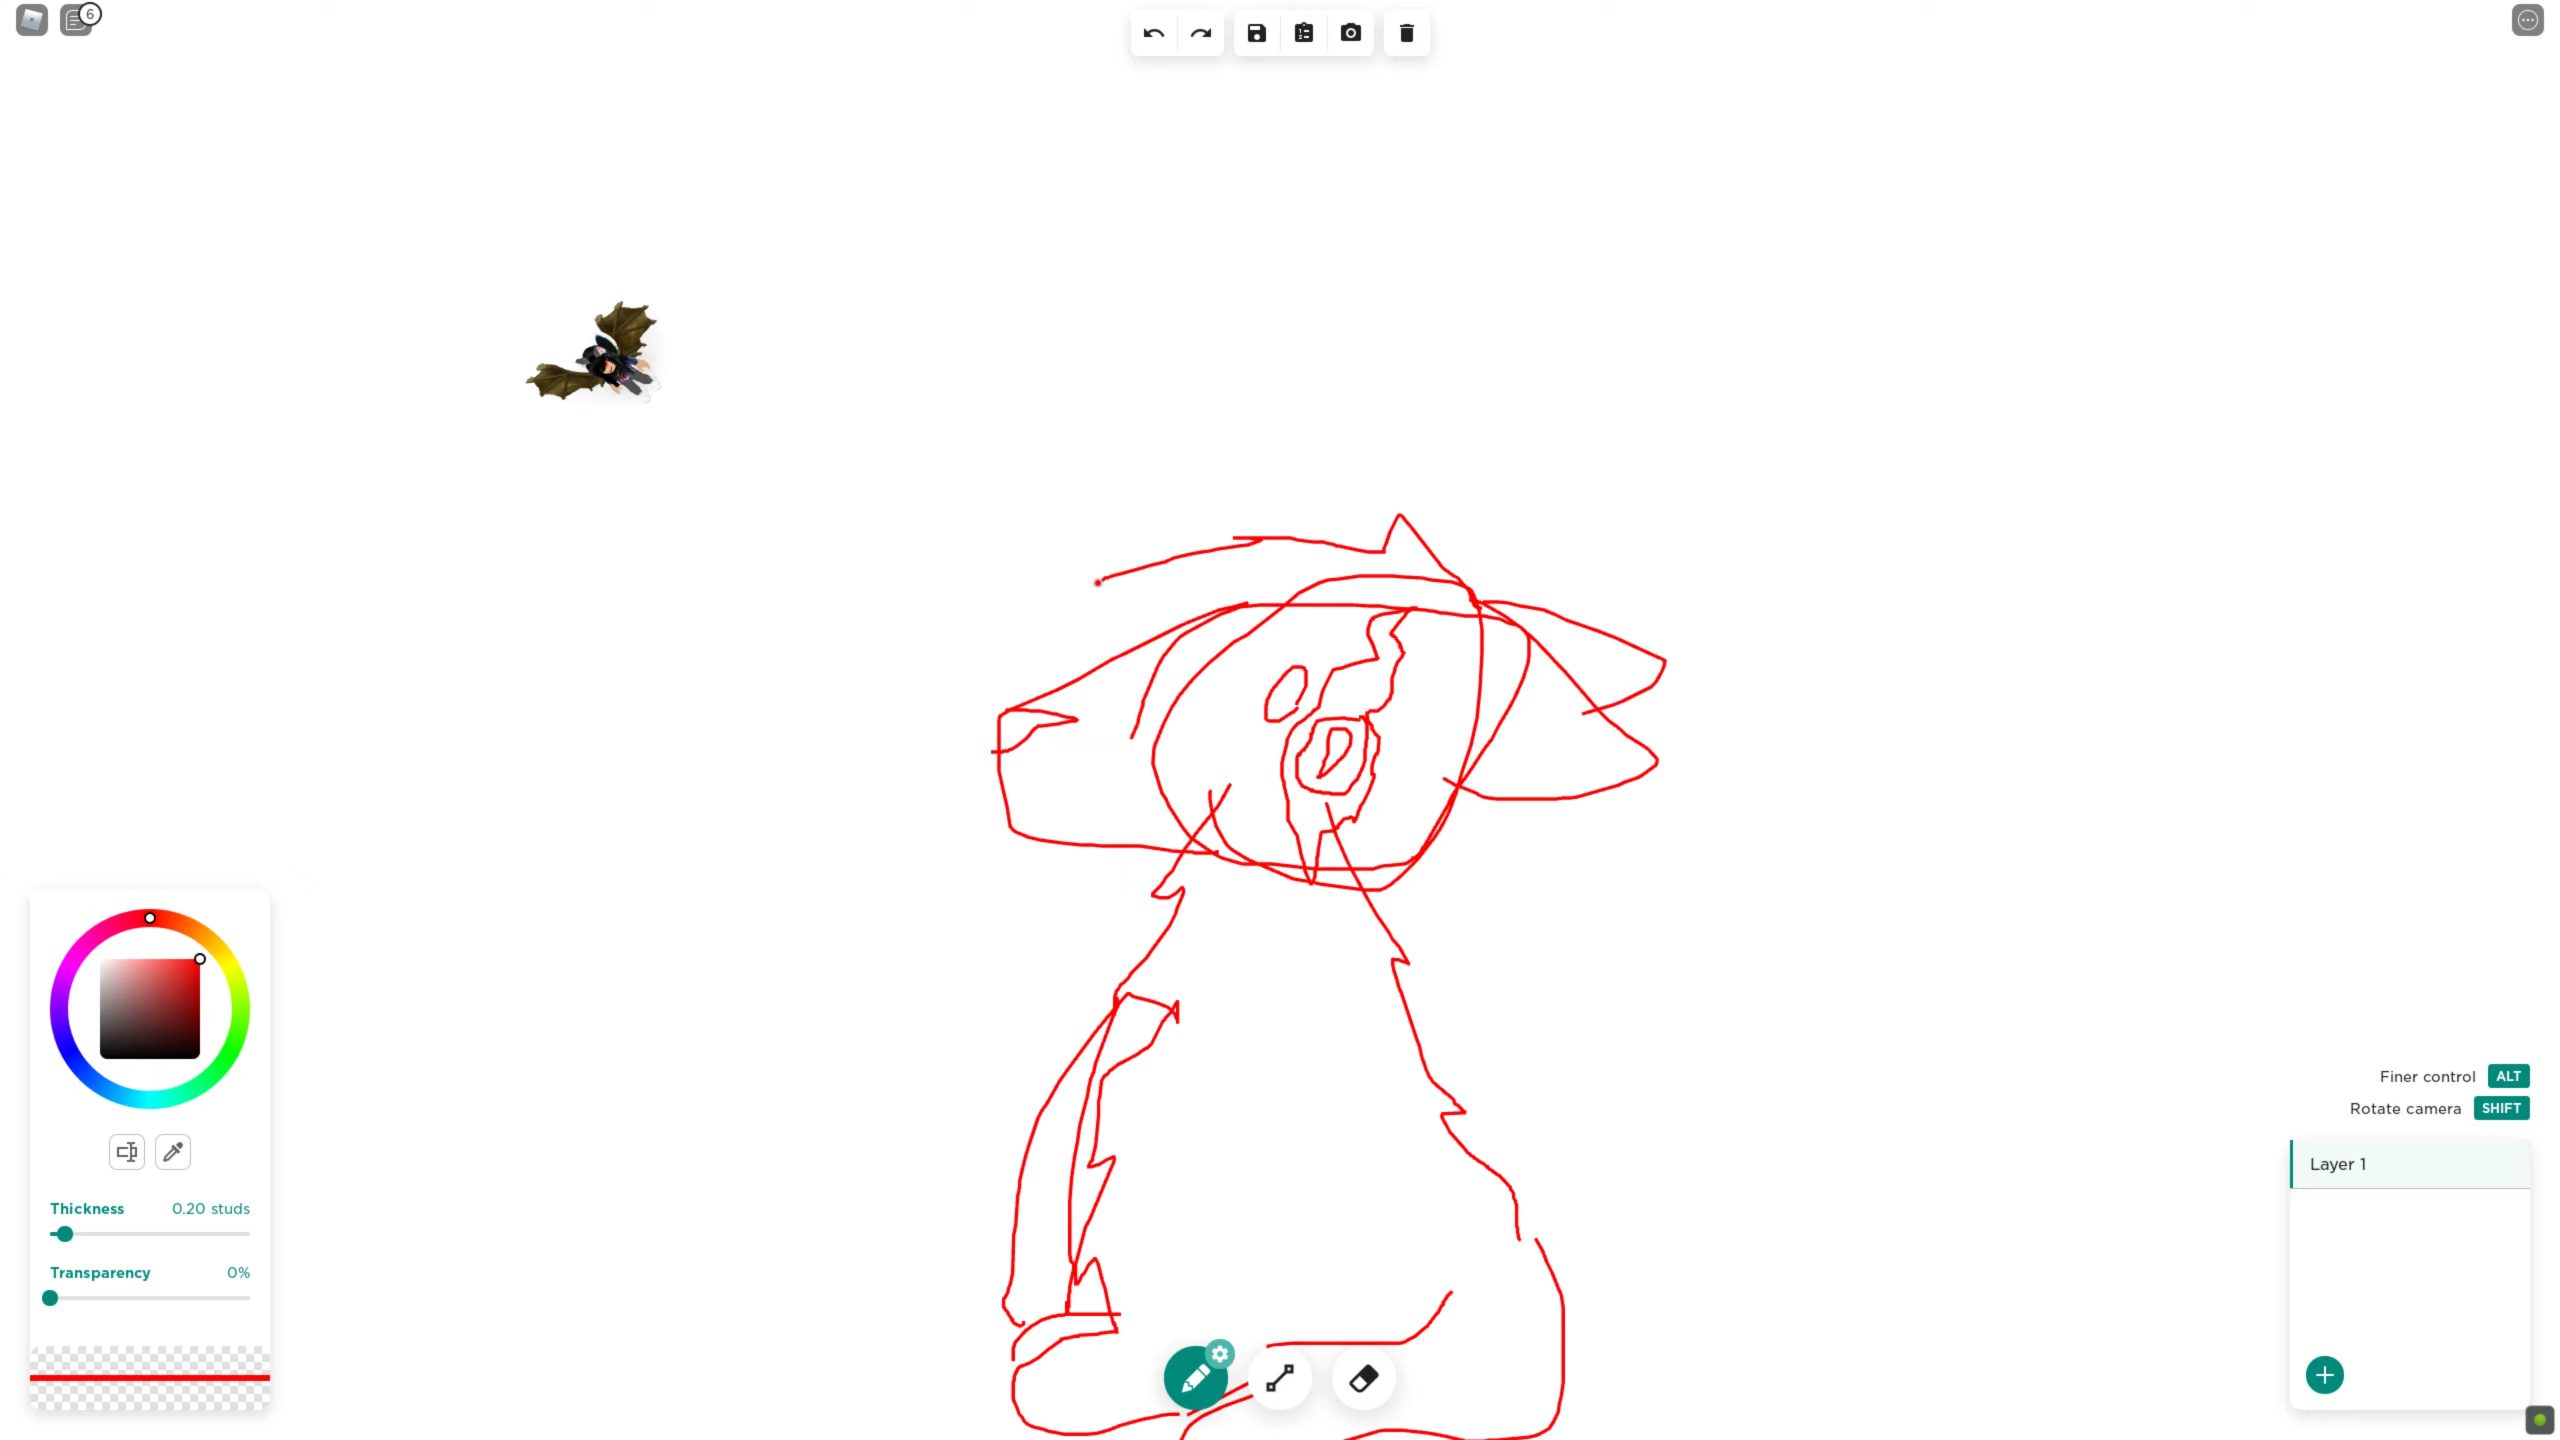 6
Finer control ALT
Rotate camera SHIFT
Layer 1
Thickness 0.20 studs
Transparency 0%